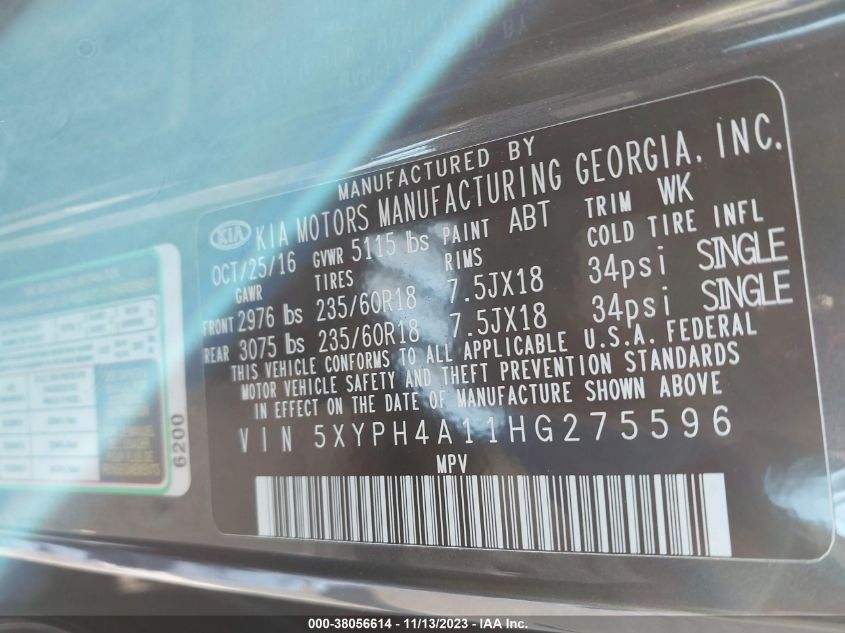 MANUFACTURED BY
KIA KIA MOTORS MANUFACTURING GEORGIA, INC.
OCT/25/16 GVWR 5115 lbs PAINT ABT TRIM WK
GAWR TIRES RIMS COLD TIRE INFL
FRONT 2976 lbs 235/60R18 7.5JX18 34psi SINGLE
REAR 3075 lbs 235/60R18 7.5JX18 34psi SINGLE
THIS VEHICLE CONFORMS TO ALL APPLICABLE U.S.A. FEDERAL
MOTOR VEHICLE SAFETY AND THEFT PREVENTION STANDARDS
IN EFFECT ON THE DATE OF MANUFACTURE SHOWN ABOVE
VIN 5XYPH4A11HG275596
MPV
6200
000-38056614 - 11/13/2023 - IAA Inc.